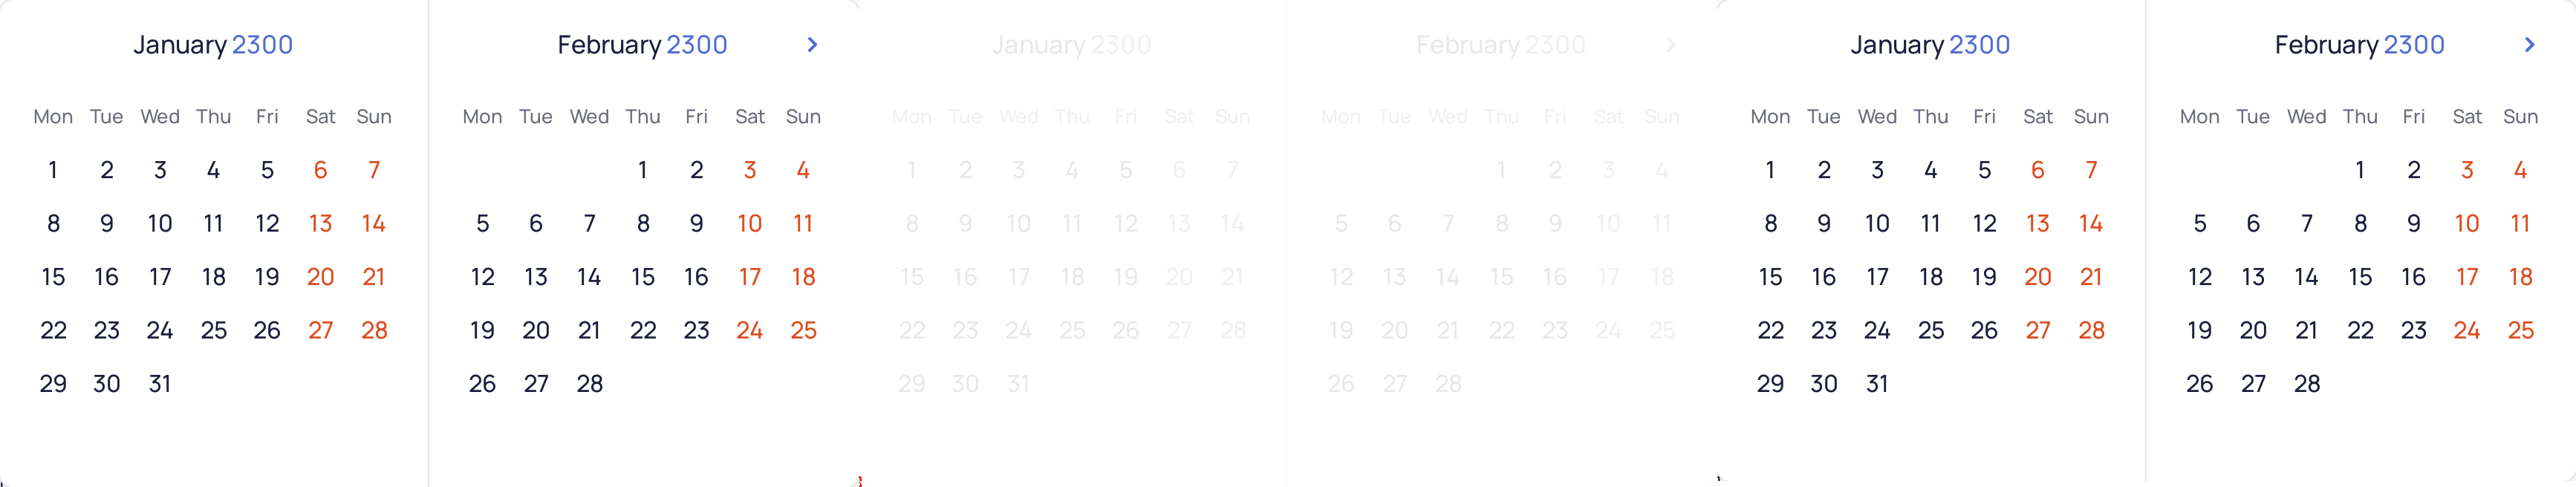 January 2300 February 2300 January 2300 February 2300 January 2300 February 2300
Mon Tue Wed Thu Fri Sat Sun Mon Tue Wed Thu Fri Sat Sun Mon Tue Wed Thu Fri Sat Sun Mon Tue Wed Thu Fri Sat Sun Mon Tue Wed Thu Fri Sat Sun Mon Tue Wed Thu Fri Sat Sun
1 2 3 4 5 6 7 1 2 3 4 1 2 3 4 5 6 7 1 2 3 4 1 2 3 4 5 6 7 1 2 3 4
8 9 10 11 12 13 14 5 6 7 8 9 10 11 8 9 10 11 12 13 14 5 6 7 8 9 10 11 8 9 10 11 12 13 14 5 6 7 8 9 10 11
15 16 17 18 19 20 21 12 13 14 15 16 17 18 15 16 17 18 19 20 21 12 13 14 15 16 17 18 15 16 17 18 19 20 21 12 13 14 15 16 17 18
22 23 24 25 26 27 28 19 20 21 22 23 24 25 22 23 24 25 26 27 28 19 20 21 22 23 24 25 22 23 24 25 26 27 28 19 20 21 22 23 24 25
29 30 31 26 27 28 29 30 31 26 27 28 29 30 31 26 27 28